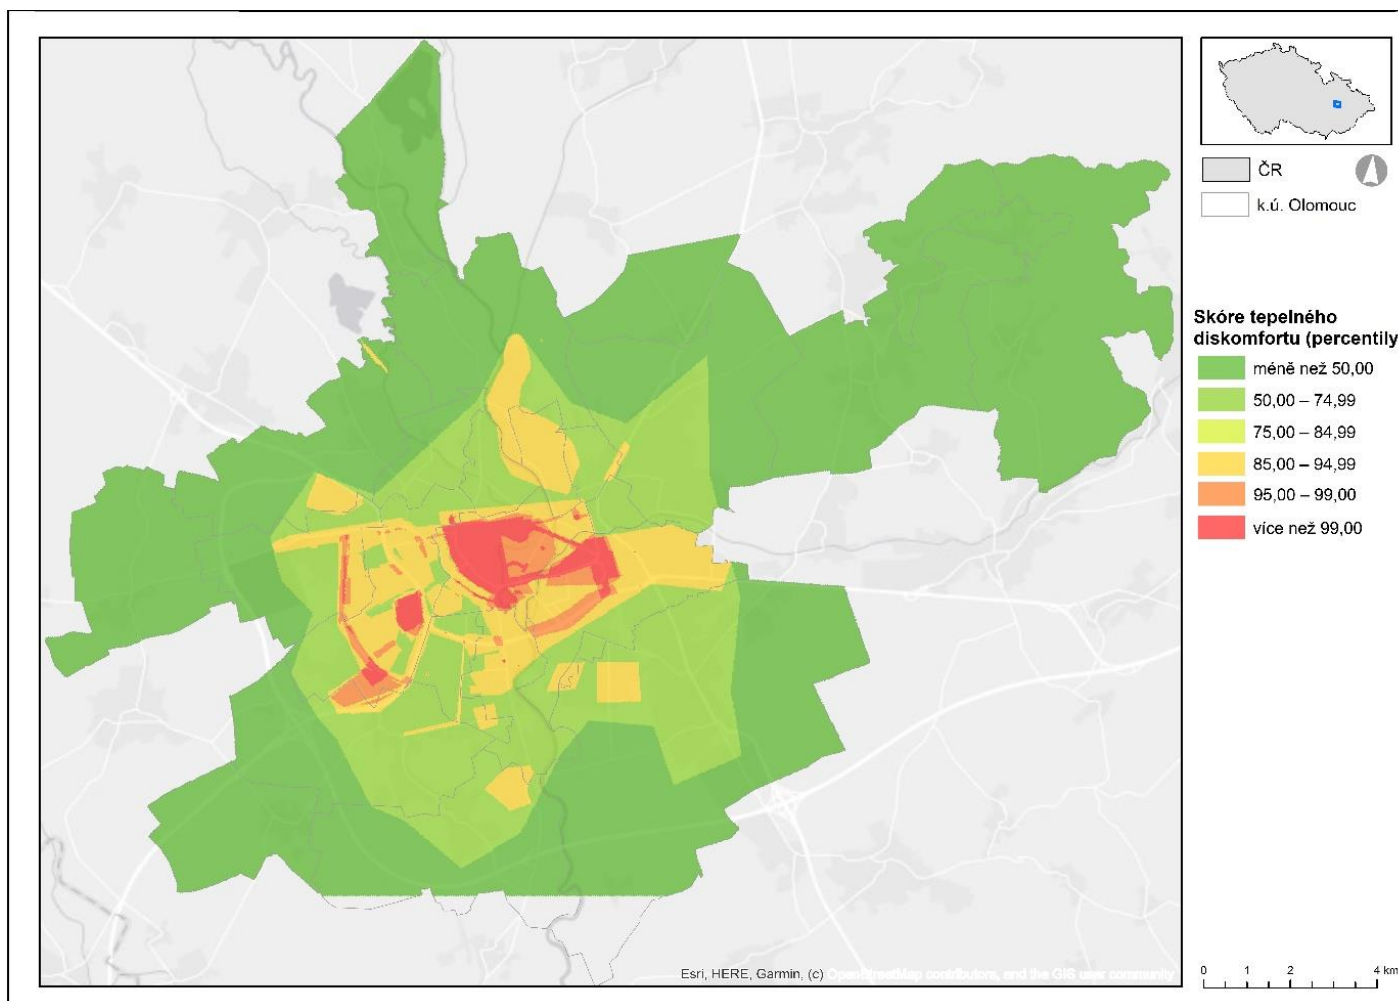 ČR
k.ú. Olomouc
Skóre tepelného
diskomfortu (percentily
méně než 50,00
50,00 – 74,99
75,00 – 84,99
85,00 – 94,99
95,00 – 99,00
více než 99,00
Esri, HERE, Garmin, (c) OpenStreetMap contributors, and the GIS user community
0 1 2 4 km